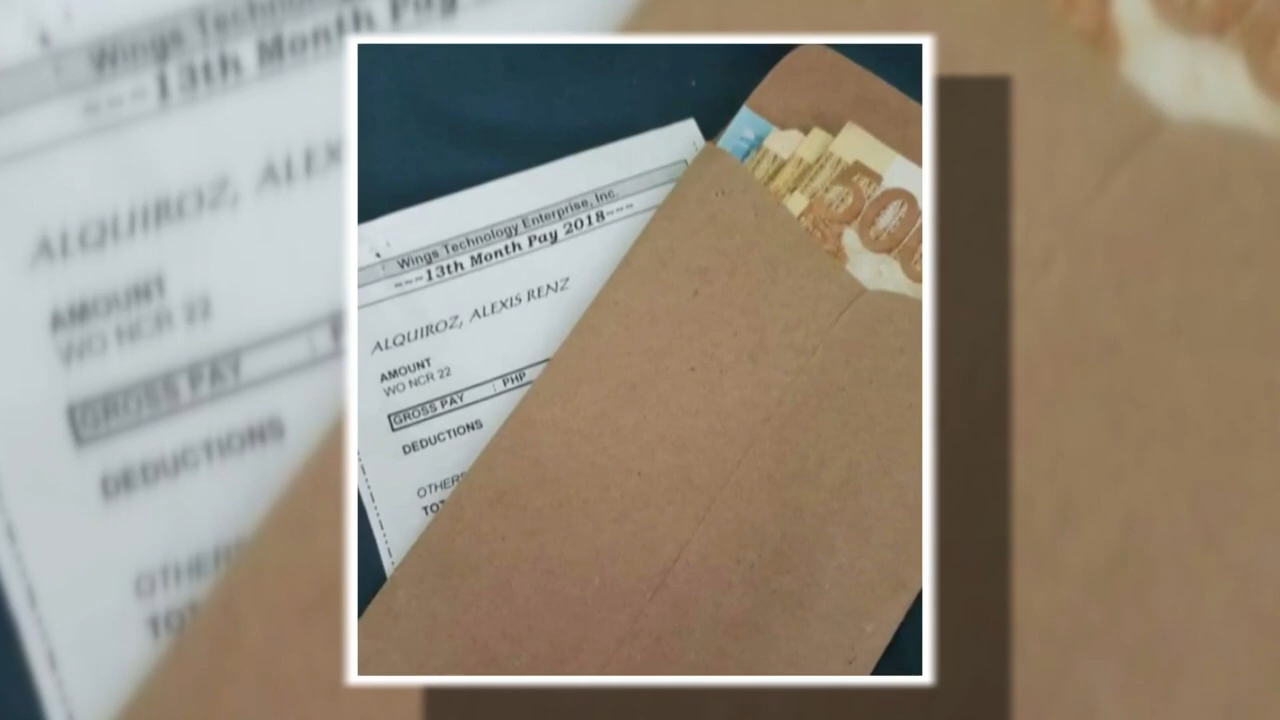 Wings Technology Enterprise, Inc.
~~~13th Month Pay 2018~~~
ALQUIROZ, ALEXIS RENZ
AMOUNT
WO NCR 22
GROSS PAY : PHP
DEDUCTIONS
OTHERS
500